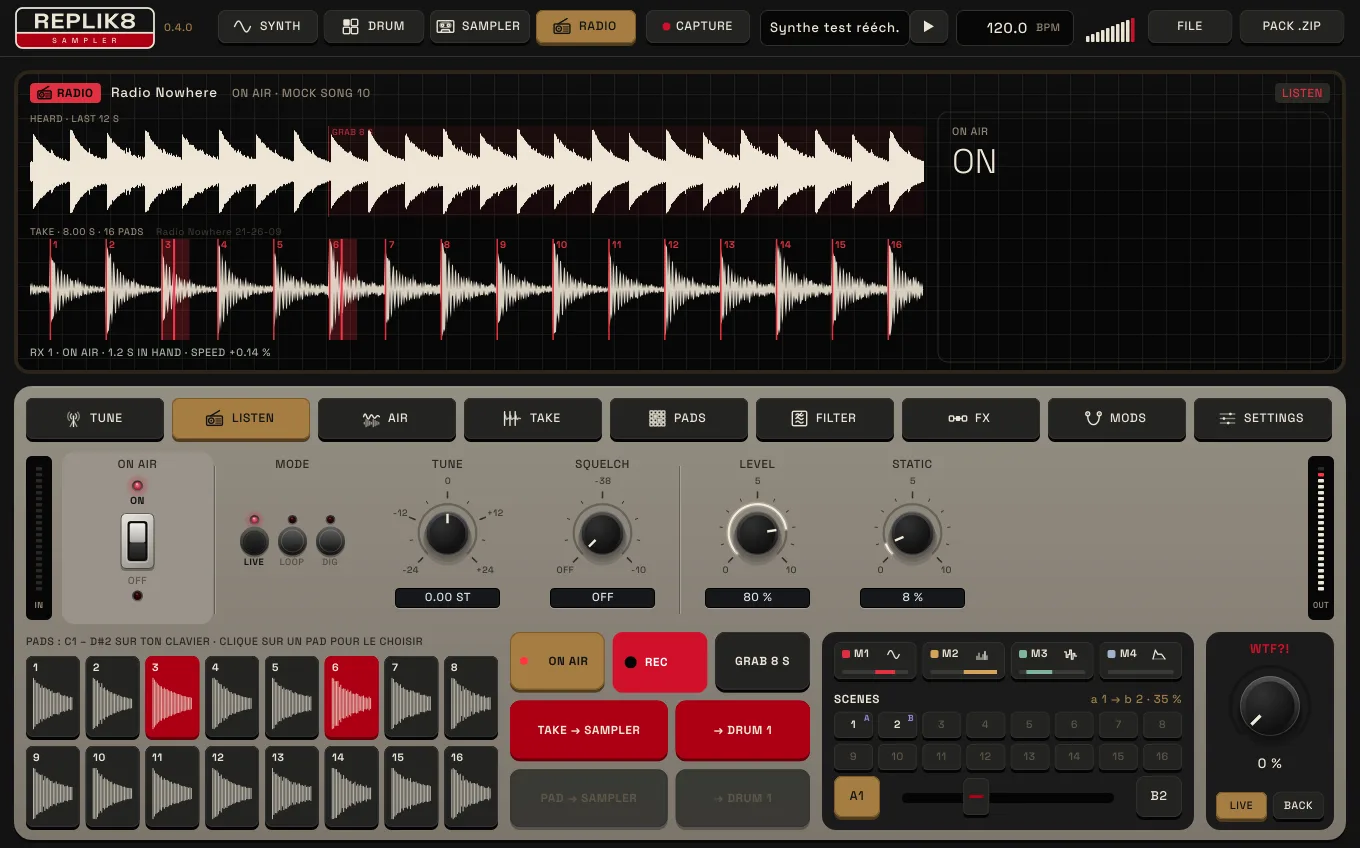 REPLIK8
SAMPLER
0.4.0
SYNTH
DRUM
SAMPLER
RADIO
CAPTURE
Synthe test réech.
120.0 BPM
FILE
PACK .ZIP
RADIO
Radio Nowhere
ON AIR · MOCK SONG 10
LISTEN
HEARD · LAST 12 S
GRAB 8 S
ON AIR
ON
TAKE · 8.00 S · 16 PADS
Radio Nowhere 21-26-09
1 2 3 4 5 6 7 8 9 10 11 12 13 14 15 16
RX 1 · ON AIR · 1.2 S IN HAND · SPEED +0.14 %
TUNE
LISTEN
AIR
TAKE
PADS
FILTER
FX
MODS
SETTINGS
IN
ON AIR
ON
OFF
MODE
LIVE LOOP DIG
TUNE
0
-12 +12
-24 +24
0.00 ST
SQUELCH
-38
OFF -10
OFF
LEVEL
5
0 10
80 %
STATIC
5
0 10
8 %
OUT
PADS : C1 – D#2 SUR TON CLAVIER · CLIQUE SUR UN PAD POUR LE CHOISIR
1 2 3 4 5 6 7 8
9 10 11 12 13 14 15 16
ON AIR
REC
GRAB 8 S
TAKE → SAMPLER
→ DRUM 1
PAD → SAMPLER
→ DRUM 1
M1
M2
M3
M4
SCENES
a 1 → b 2 · 35 %
1 A 2 B 3 4 5 6 7 8
9 10 11 12 13 14 15 16
A1
B2
WTF?!
0 %
LIVE
BACK